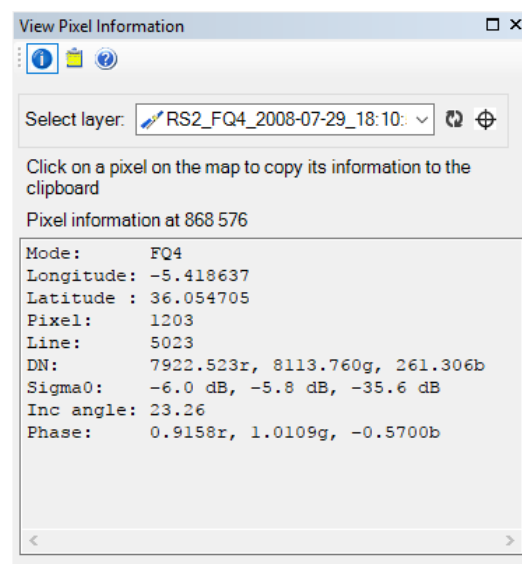 View Pixel Information
Select layer: RS2_FQ4_2008-07-29_18:10:
Click on a pixel on the map to copy its information to the
clipboard
Pixel information at 868 576
Mode: FQ4
Longitude: -5.418637
Latitude : 36.054705
Pixel: 1203
Line: 5023
DN: 7922.523r, 8113.760g, 261.306b
Sigma0: -6.0 dB, -5.8 dB, -35.6 dB
Inc angle: 23.26
Phase: 0.9158r, 1.0109g, -0.5700b